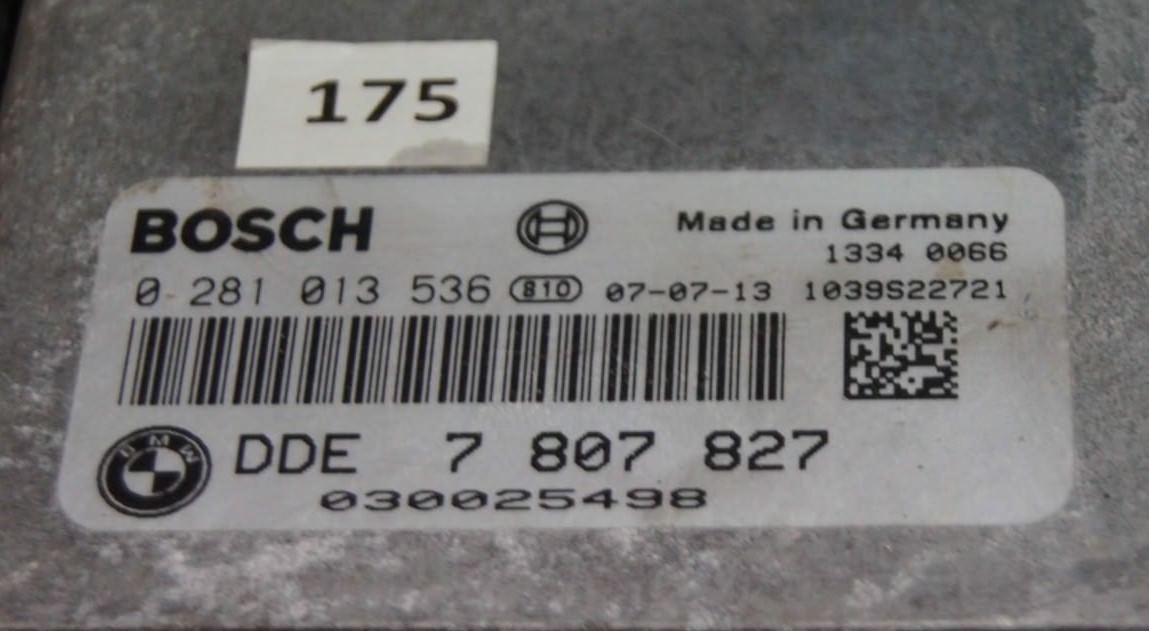 175
BOSCH
Made in Germany
1334 0066
0 281 013 536 810 07-07-13 1039S22721
BMW
DDE 7 807 827
030025498